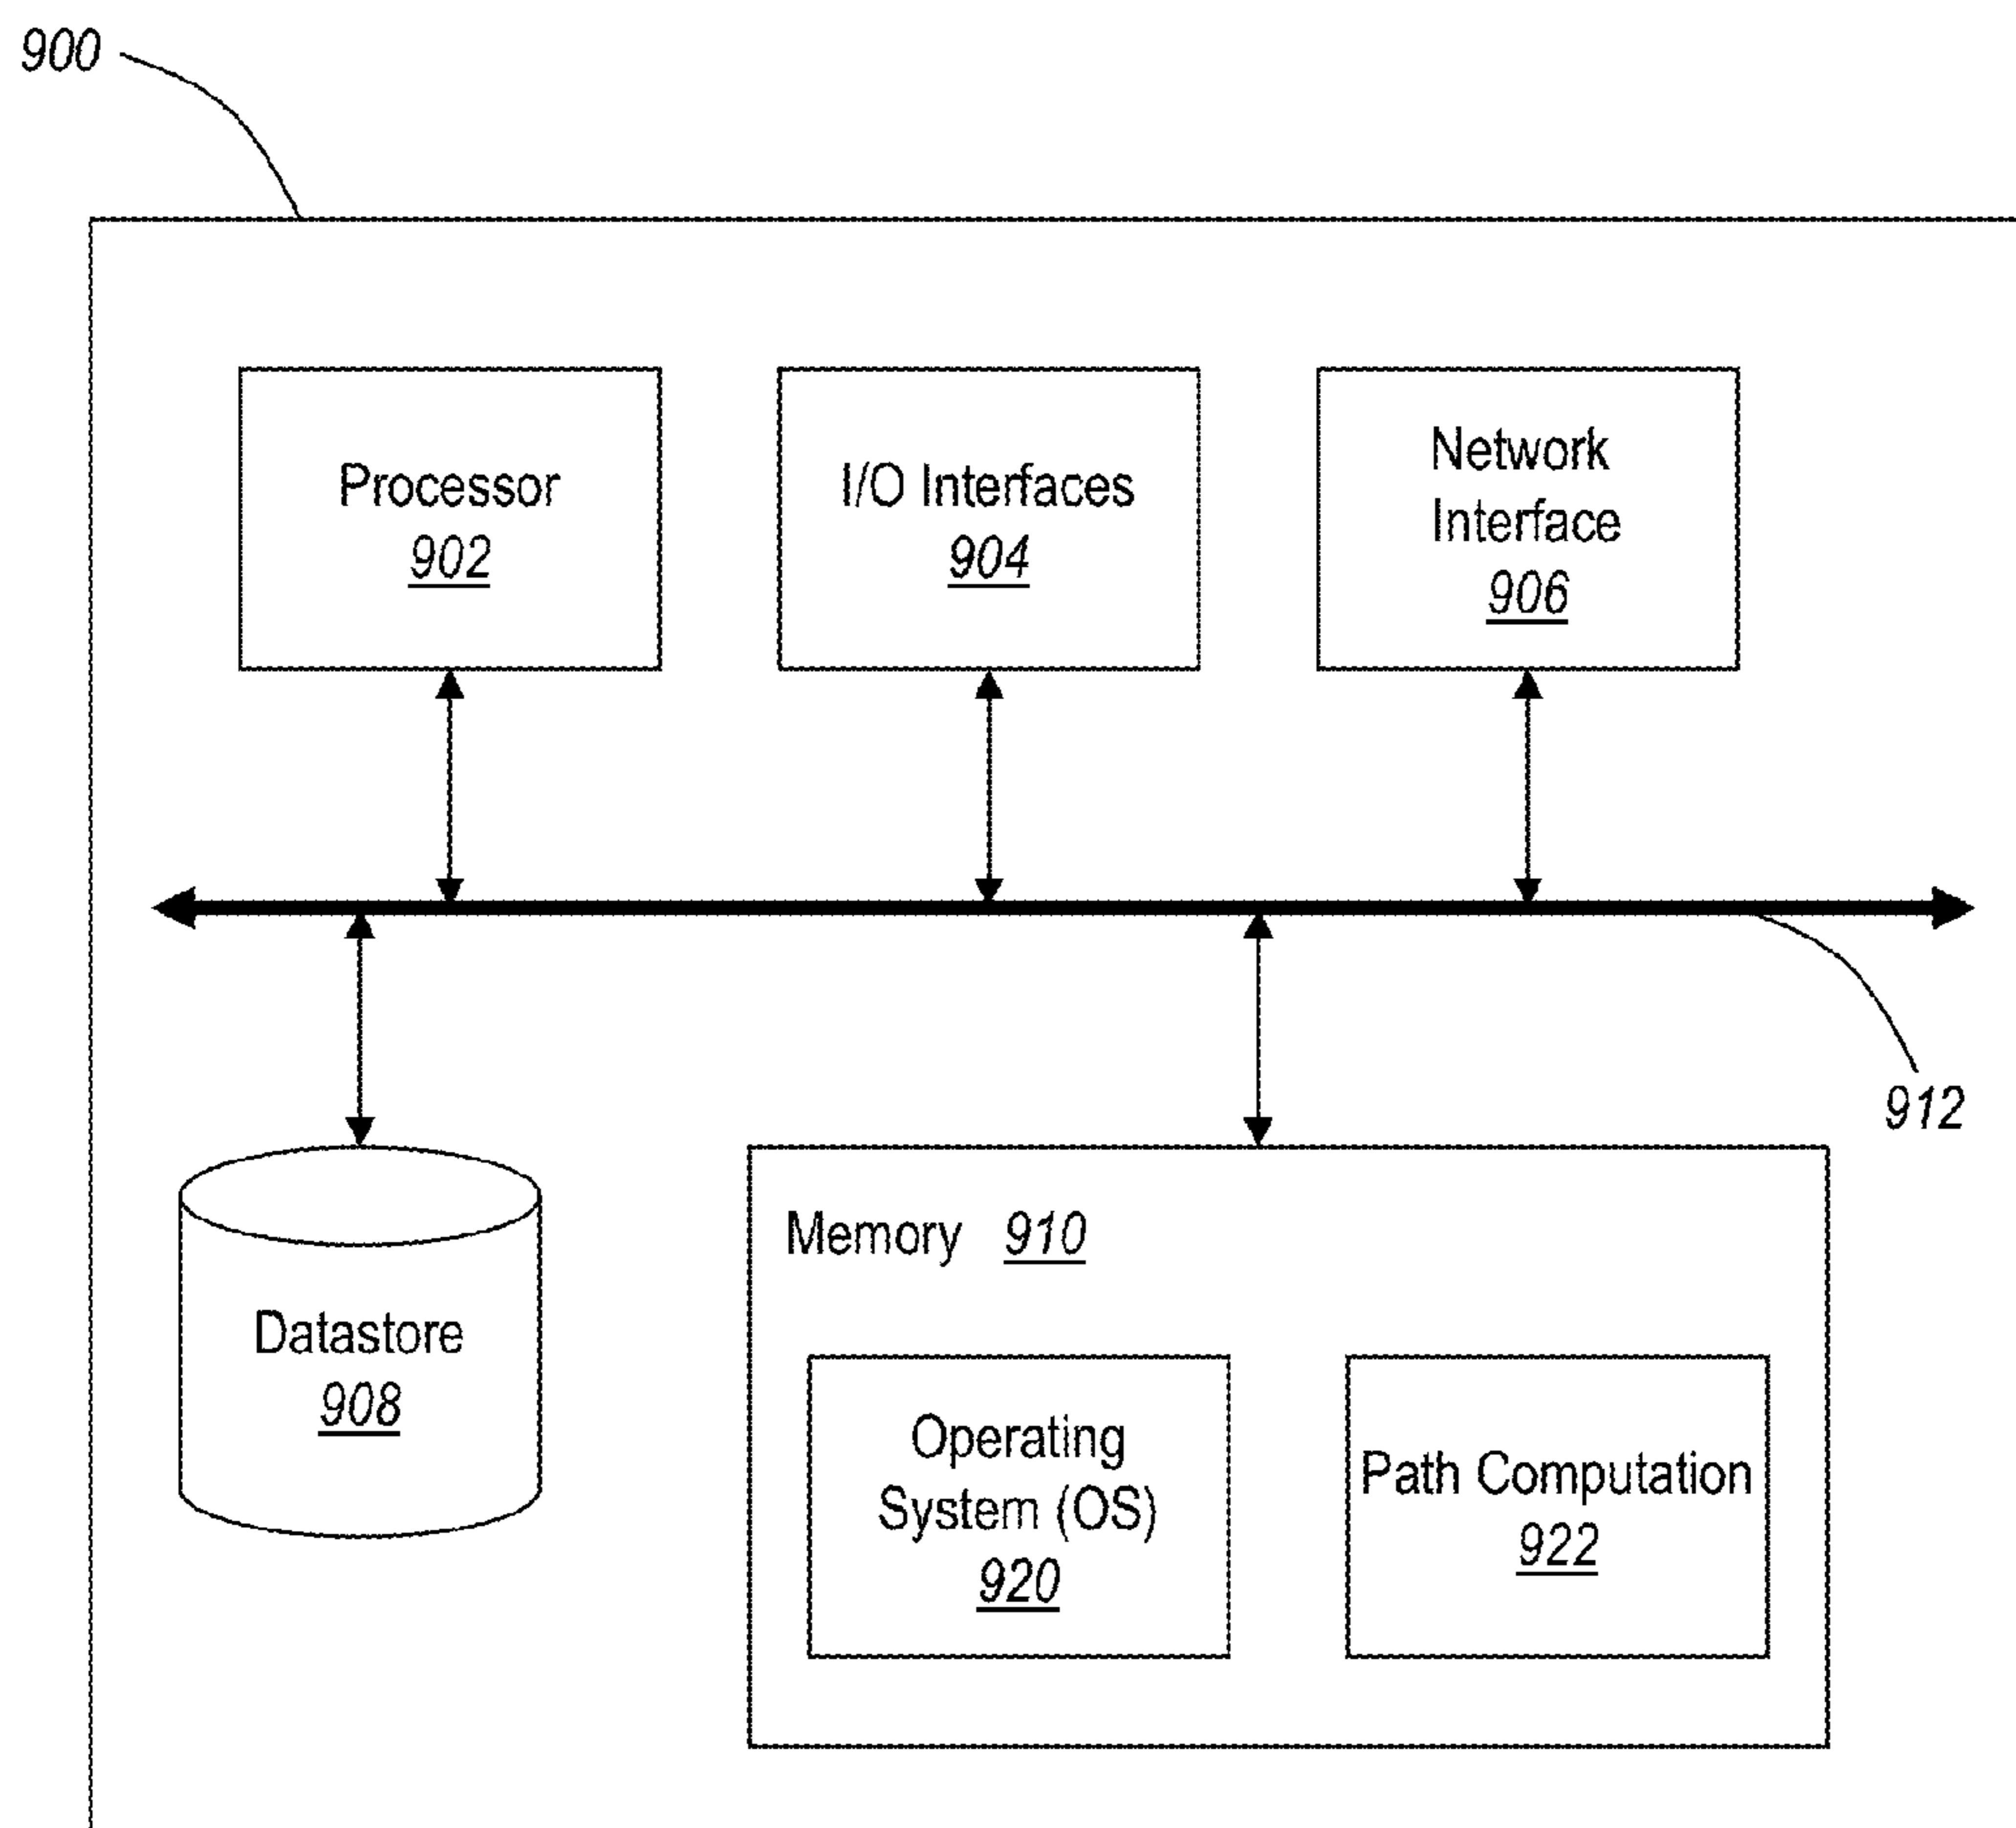 900
Processor
902
I/O Interfaces
904
Network
Interface
906
912
Datastore
908
Memory 910
Operating
System (OS)
920
Path Computation
922